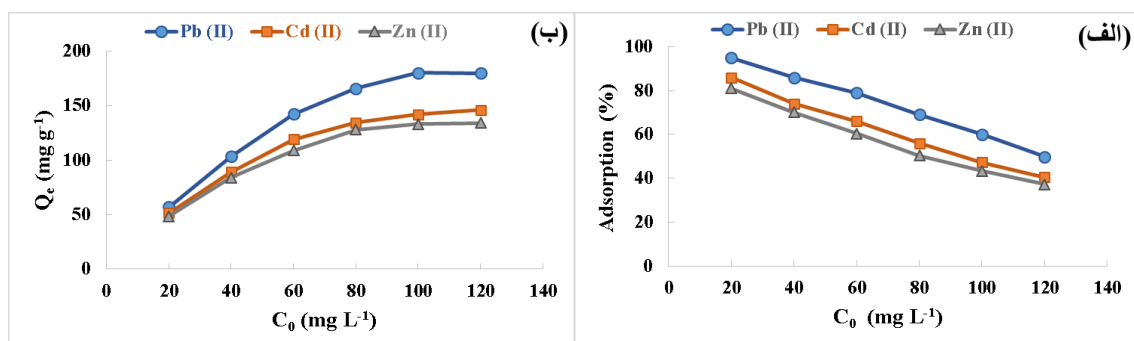 Pb (II) Cd (II) Zn (II)
(ب)
200
150
100
50
0
Qe (mg g-1)
20 40 60 80 100 120 140
C0 (mg L-1)
Pb (II) Cd (II) Zn (II)
(الف)
100
80
60
40
20
0
Adsorption (%)
0 20 40 60 80 100 120 140
C0 (mg L-1)